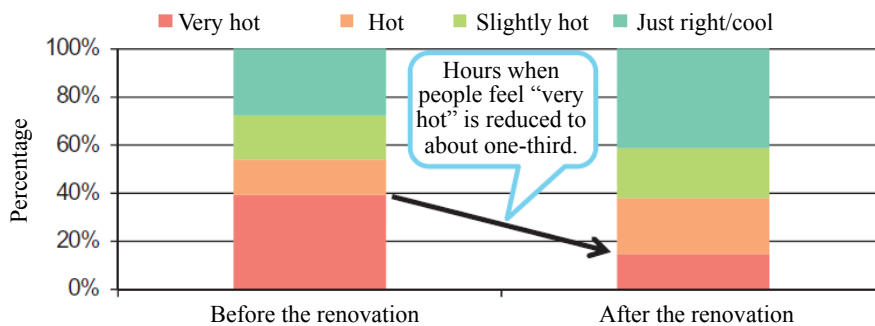 Very hot Hot Slightly hot Just right/cool
100%
80%
60%
40%
20%
0%
Percentage
Hours when
people feel “very
hot” is reduced to
about one-third.
Before the renovation After the renovation